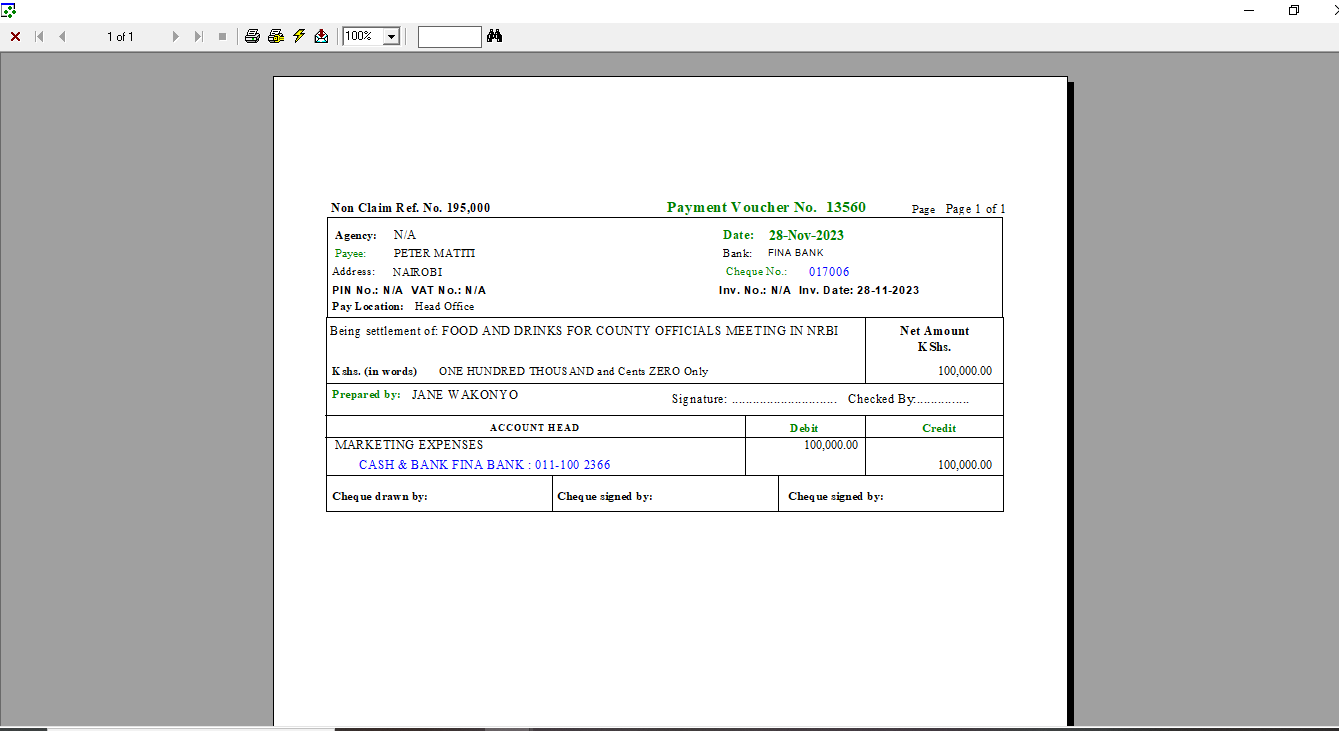 1 of 1
100%
Non Claim Ref. No. 195,000 Payment Voucher No. 13560 Page Page 1 of 1
Agency: N/A Date: 28-Nov-2023
Payee: PETER MATITI Bank: FINA BANK
Address: NAIROBI Cheque No.: 017006
PIN No.: N/A VAT No.: N/A Inv. No.: N/A Inv. Date: 28-11-2023
Pay Location: Head Office
Being settlement of: FOOD AND DRINKS FOR COUNTY OFFICIALS MEETING IN NRBI Net Amount
KShs.
Kshs. (in words) ONE HUNDRED THOUSAND and Cents ZERO Only 100,000.00
Prepared by: JANE WAKONYO Signature: ............................... Checked By:................
ACCOUNT HEAD Debit Credit
MARKETING EXPENSES 100,000.00
CASH & BANK FINA BANK : 011-100 2366 100,000.00
Cheque drawn by: Cheque signed by: Cheque signed by: